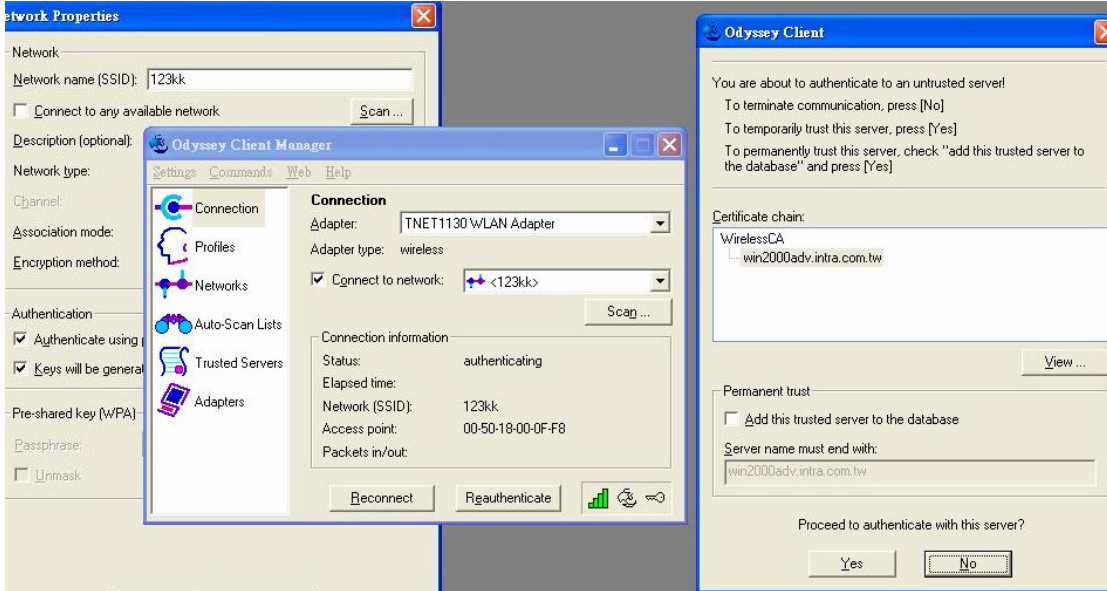 etwork Properties
Network
Network name (SSID):
123kk
Connect to any available network
Scan ...
Description (optional):
Network type:
Channel:
Association mode:
Encryption method:
Authentication
Authenticate using
Keys will be
Pre-shared key (WPA)
Passphrase:
Unmask
Odyssey Client Manager
Settings Commands Web Help
Connection
Profiles
Networks
Auto-Scan Lists
Trusted Servers
Adapters
Connection
Adapter: TNET1130 WLAN Adapter
Adapter type: wireless
Connect to network: <123kk>
Scan ...
Connection information
Status: authenticating
Elapsed time:
Network (SSID): 123kk
Access point: 00-50-18-00-0F-F8
Packets in/out:
Reconnect Reauthenticate
Odyssey Client
You are about to authenticate to an untrusted server!
To terminate communication, press [No]
To temporarily trust this server, press [Yes]
To permanently trust this server, check "add this trusted server to
the database" and press [Yes]
Certificate chain:
WirelessCA
win2000adv.intra.com.tw
View ...
Permanent trust
Add this trusted server to the database
Server name must end with:
win2000adv.intra.com.tw
Proceed to authenticate with this server?
Yes No